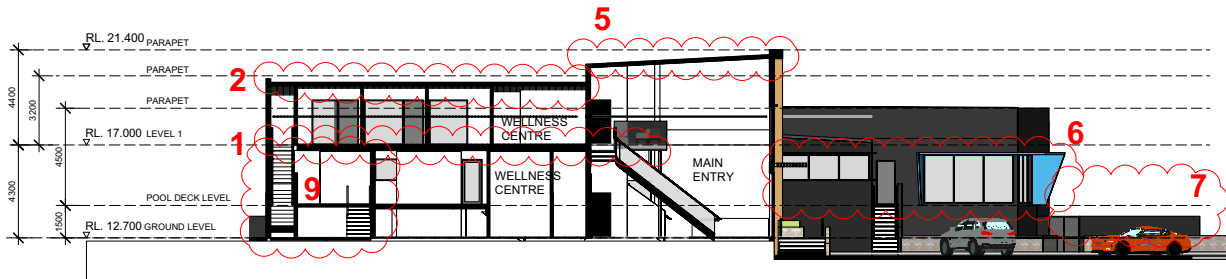 5
RL. 21.400 PARAPET
PARAPET
2
4400
3200
PARAPET
WELLNESS
CENTRE
RL. 17.000 LEVEL 1
1
6
4500
MAIN
ENTRY
WELLNESS
CENTRE
9
7
4300
POOL DECK LEVEL
1500
RL. 12.700 GROUND LEVEL